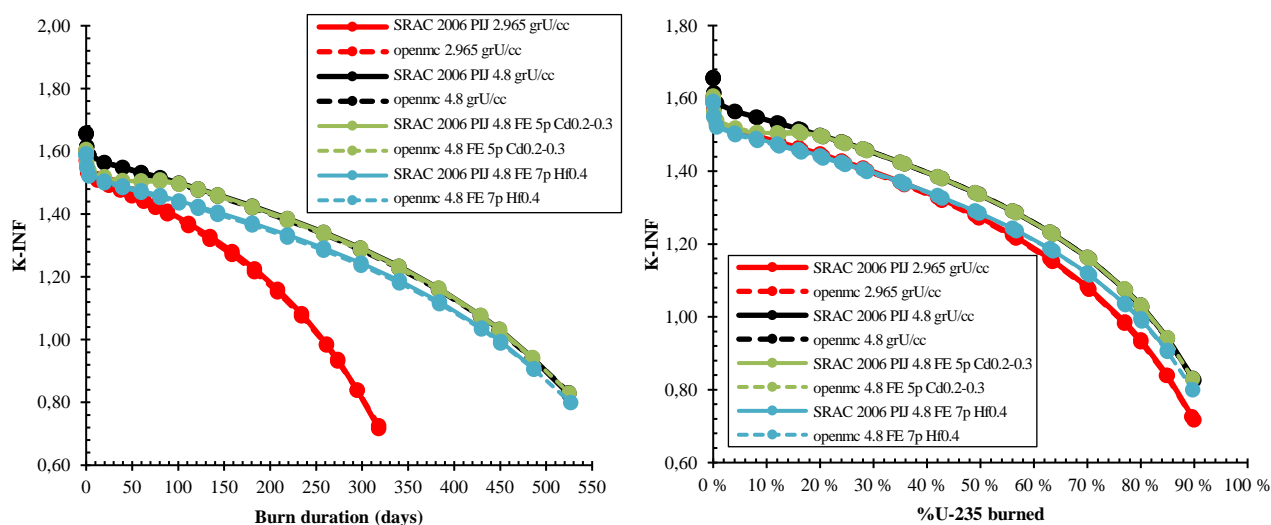 2,00
1,80
1,60
1,40
1,20
1,00
0,80
0,60
K-INF
0 50 100 150 200 250 300 350 400 450 500 550
Burn duration (days)
SRAC 2006 PIJ 2.965 grU/cc
openmc 2.965 grU/cc
SRAC 2006 PIJ 4.8 grU/cc
openmc 4.8 grU/cc
SRAC 2006 PIJ 4.8 FE 5p Cd0.2-0.3
openmc 4.8 FE 5p Cd0.2-0.3
SRAC 2006 PIJ 4.8 FE 7p Hf0.4
openmc 4.8 FE 7p Hf0.4
1,80
1,60
1,40
1,20
1,00
0,80
0,60
K-INF
0 % 10 % 20 % 30 % 40 % 50 % 60 % 70 % 80 % 90 % 100 %
%U-235 burned
SRAC 2006 PIJ 2.965 grU/cc
openmc 2.965 grU/cc
SRAC 2006 PIJ 4.8 grU/cc
openmc 4.8 grU/cc
SRAC 2006 PIJ 4.8 FE 5p Cd0.2-0.3
openmc 4.8 FE 5p Cd0.2-0.3
SRAC 2006 PIJ 4.8 FE 7p Hf0.4
openmc 4.8 FE 7p Hf0.4